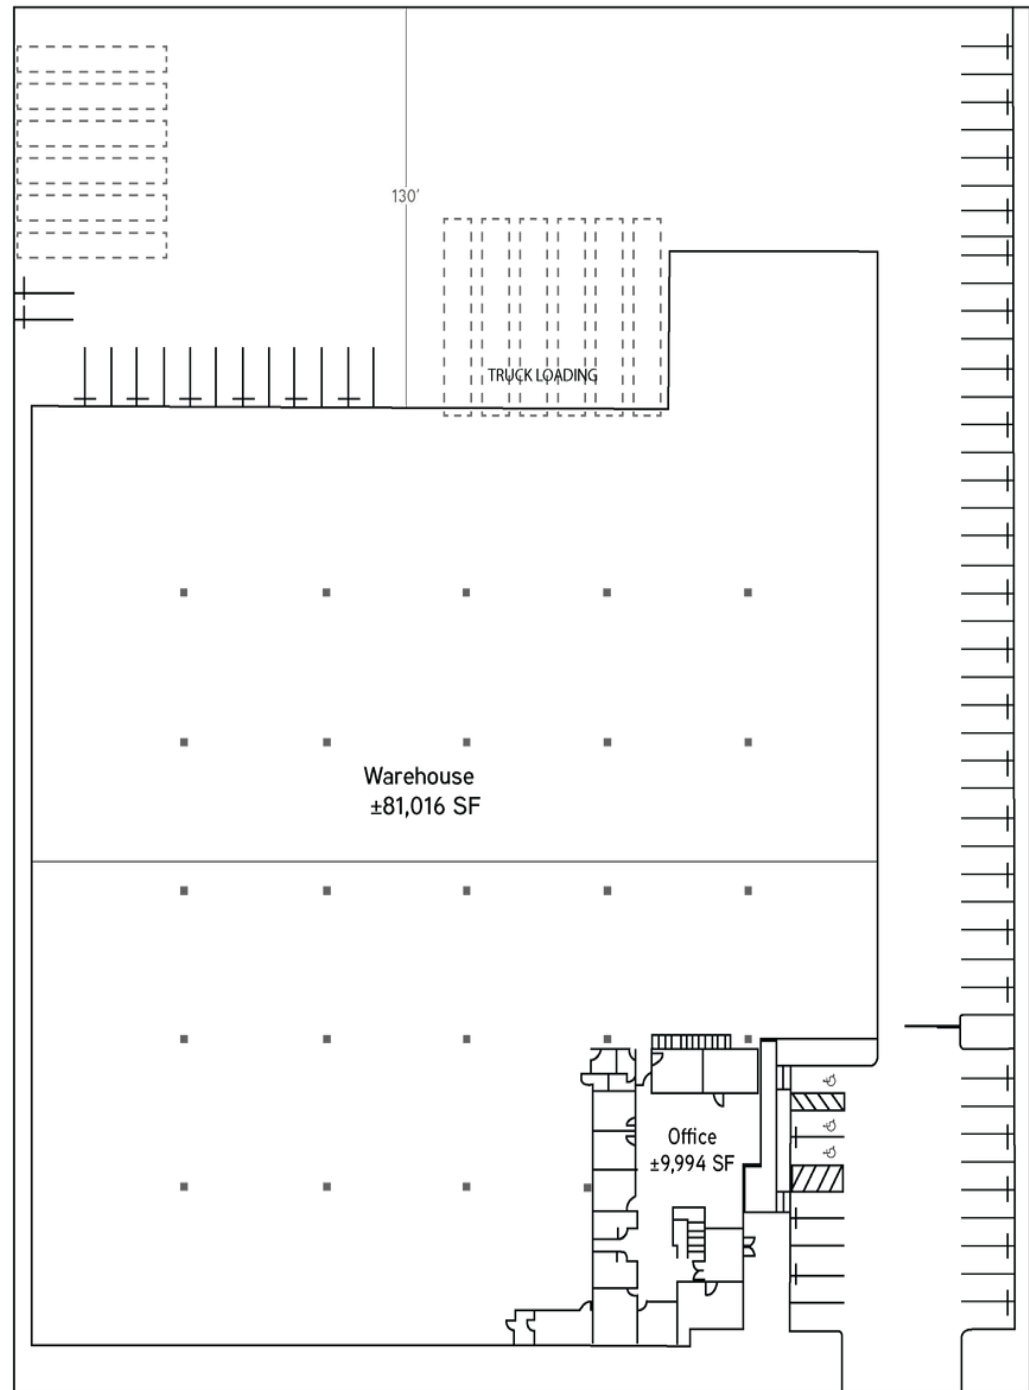 130'
TRUCK LOADING
Warehouse
±81,016 SF
Office
±9,994 SF